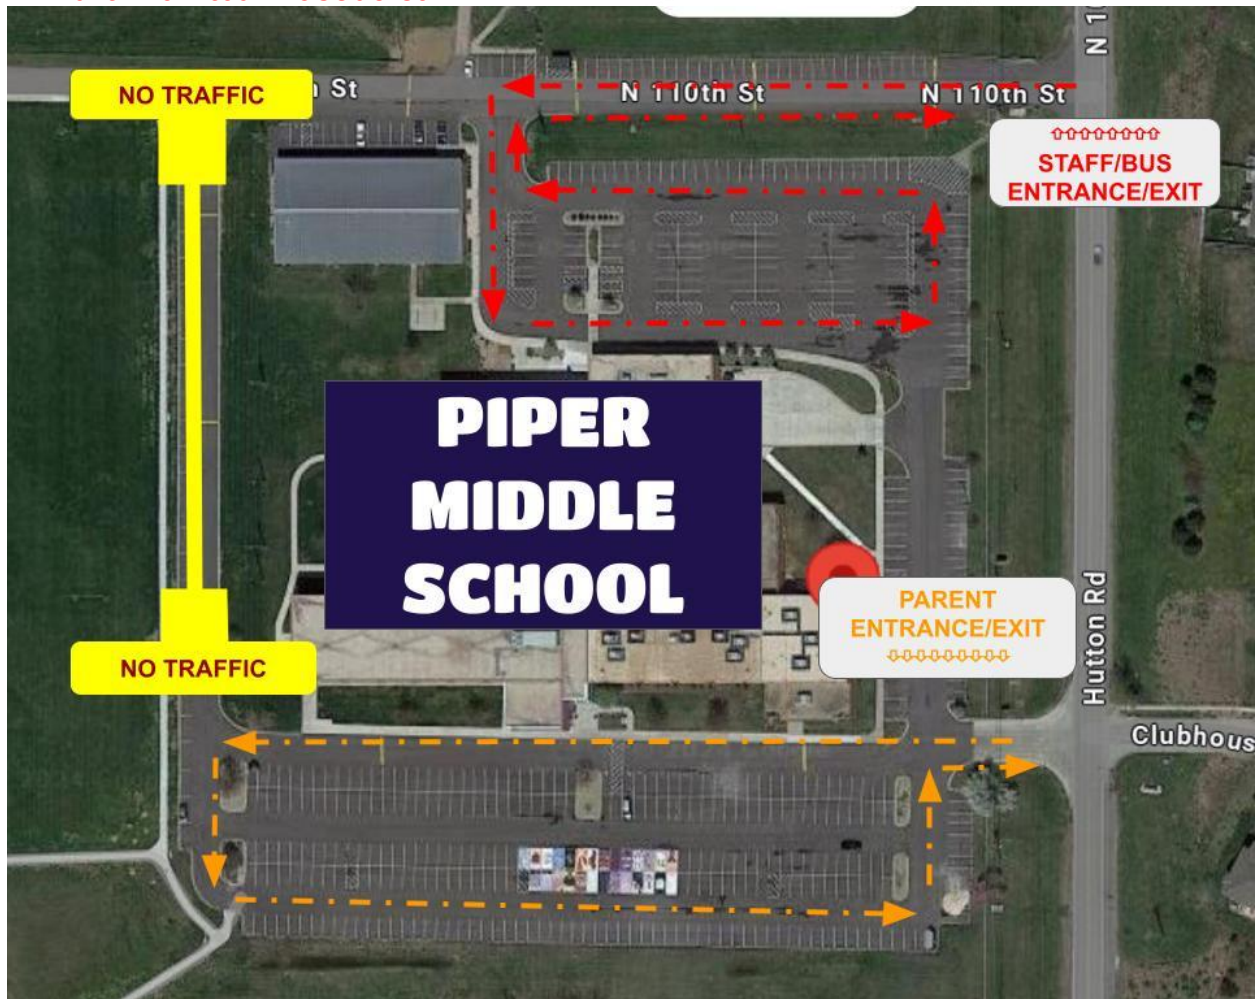 N 1
NO TRAFFIC
h St
N 110th St
N 110th St
⇧⇧⇧⇧⇧⇧⇧⇧
STAFF/BUS
ENTRANCE/EXIT
PIPER
MIDDLE
SCHOOL
PARENT
ENTRANCE/EXIT
⇩⇩⇩⇩⇩⇩⇩⇩⇩
Hutton Rd
NO TRAFFIC
Clubhous